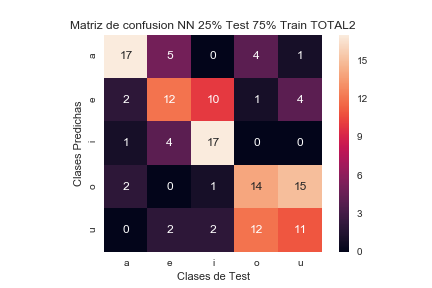 Matriz de confusion NN 25% Test 75% Train TOTAL2
Clases Predichas
a 17 5 0 4 1
e 2 12 10 1 4
i 1 4 17 0 0
o 2 0 1 14 15
u 0 2 2 12 11
a e i o u
Clases de Test
15
12
9
6
3
0